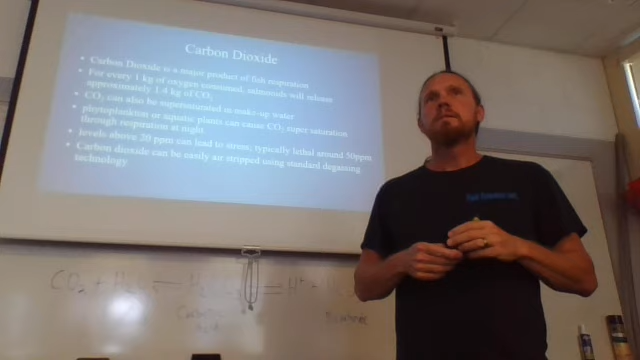 Carbon Dioxide
• Carbon Dioxide is a major product of fish respiration
• For every 1 kg of oxygen consumed, salmonids will release
approximately 1.4 kg of CO2
• CO2 can also be supersaturated in make-up water
• phytoplankton or aquatic plants can cause CO2 super saturation
through respiration at night
• levels above 20 ppm can lead to stress; typically lethal around 50ppm
• Carbon dioxide can be easily air stripped using standard degassing
technology
CO2 + H2O ⇌ H2 ⇌ H+
Carbonic
Acid